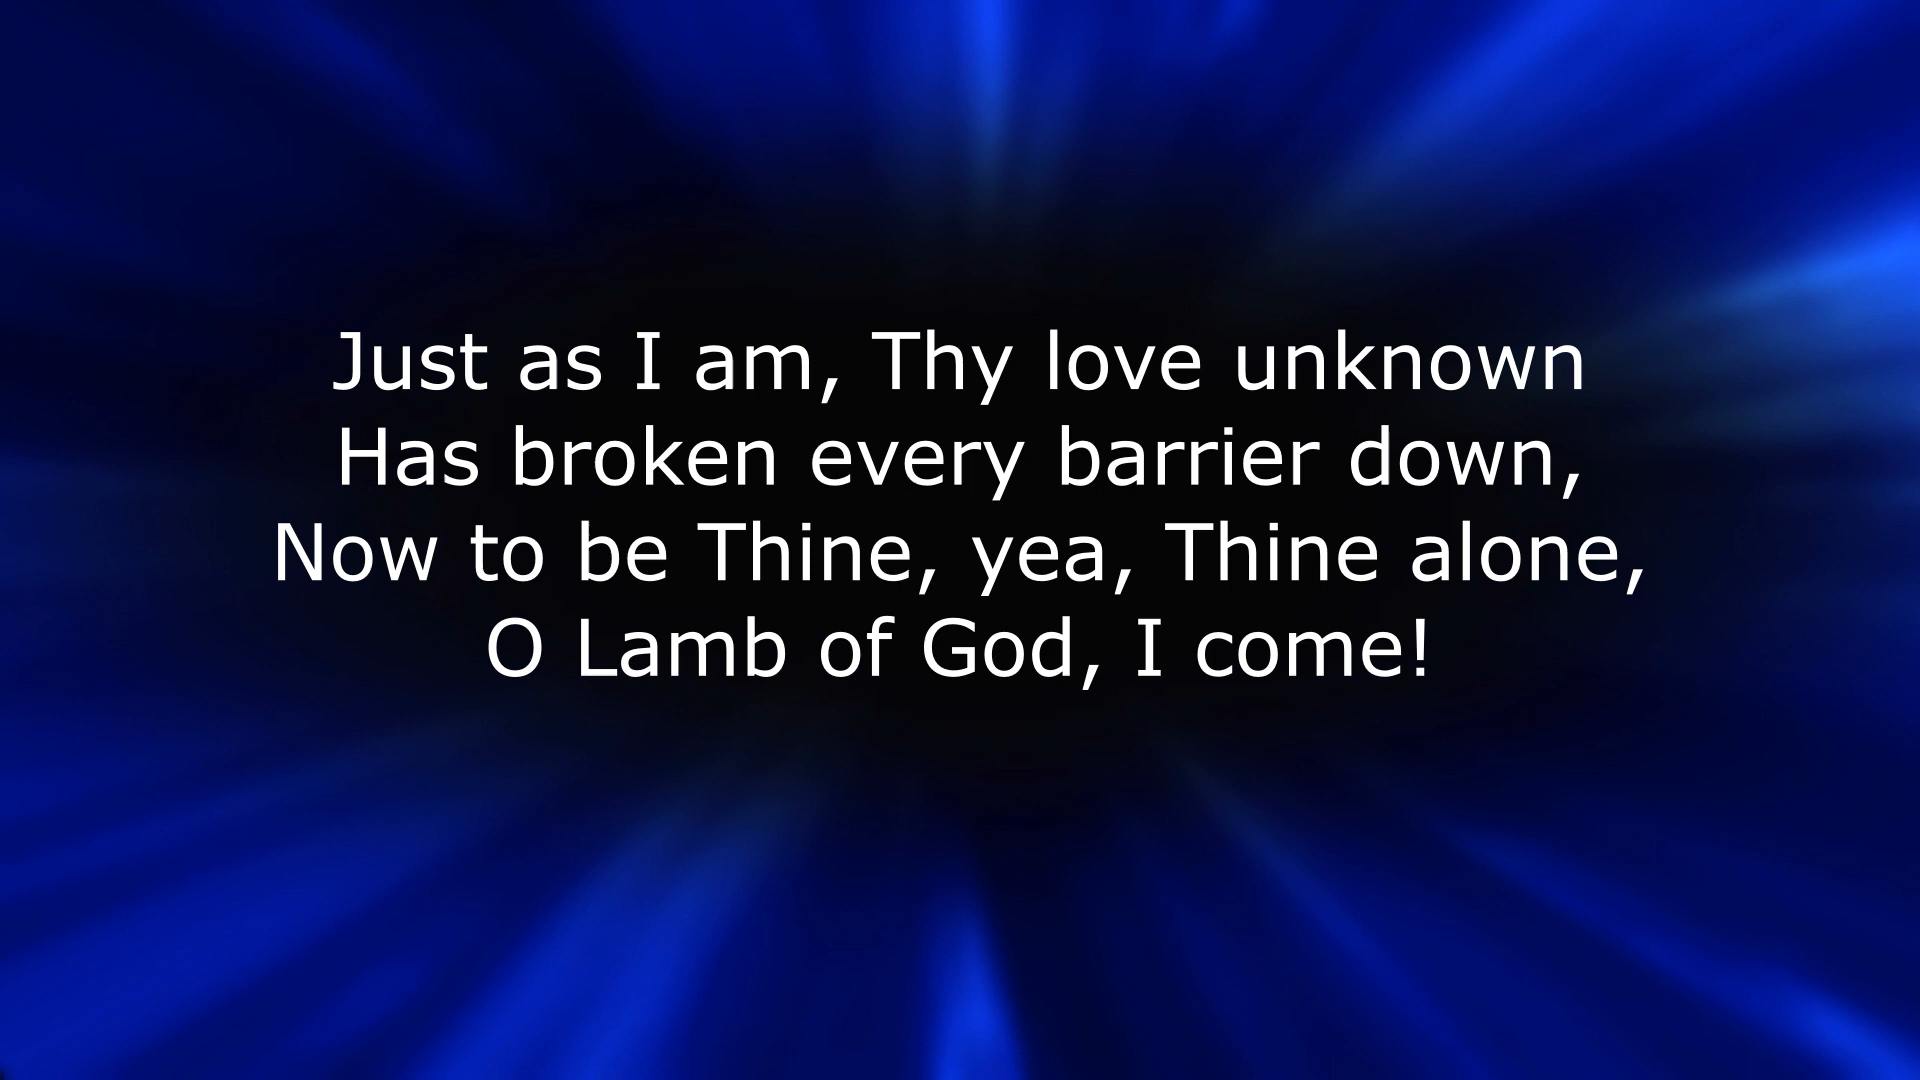 Just as I am, Thy love unknown
Has broken every barrier down,
Now to be Thine, yea, Thine alone,
O Lamb of God, I come!